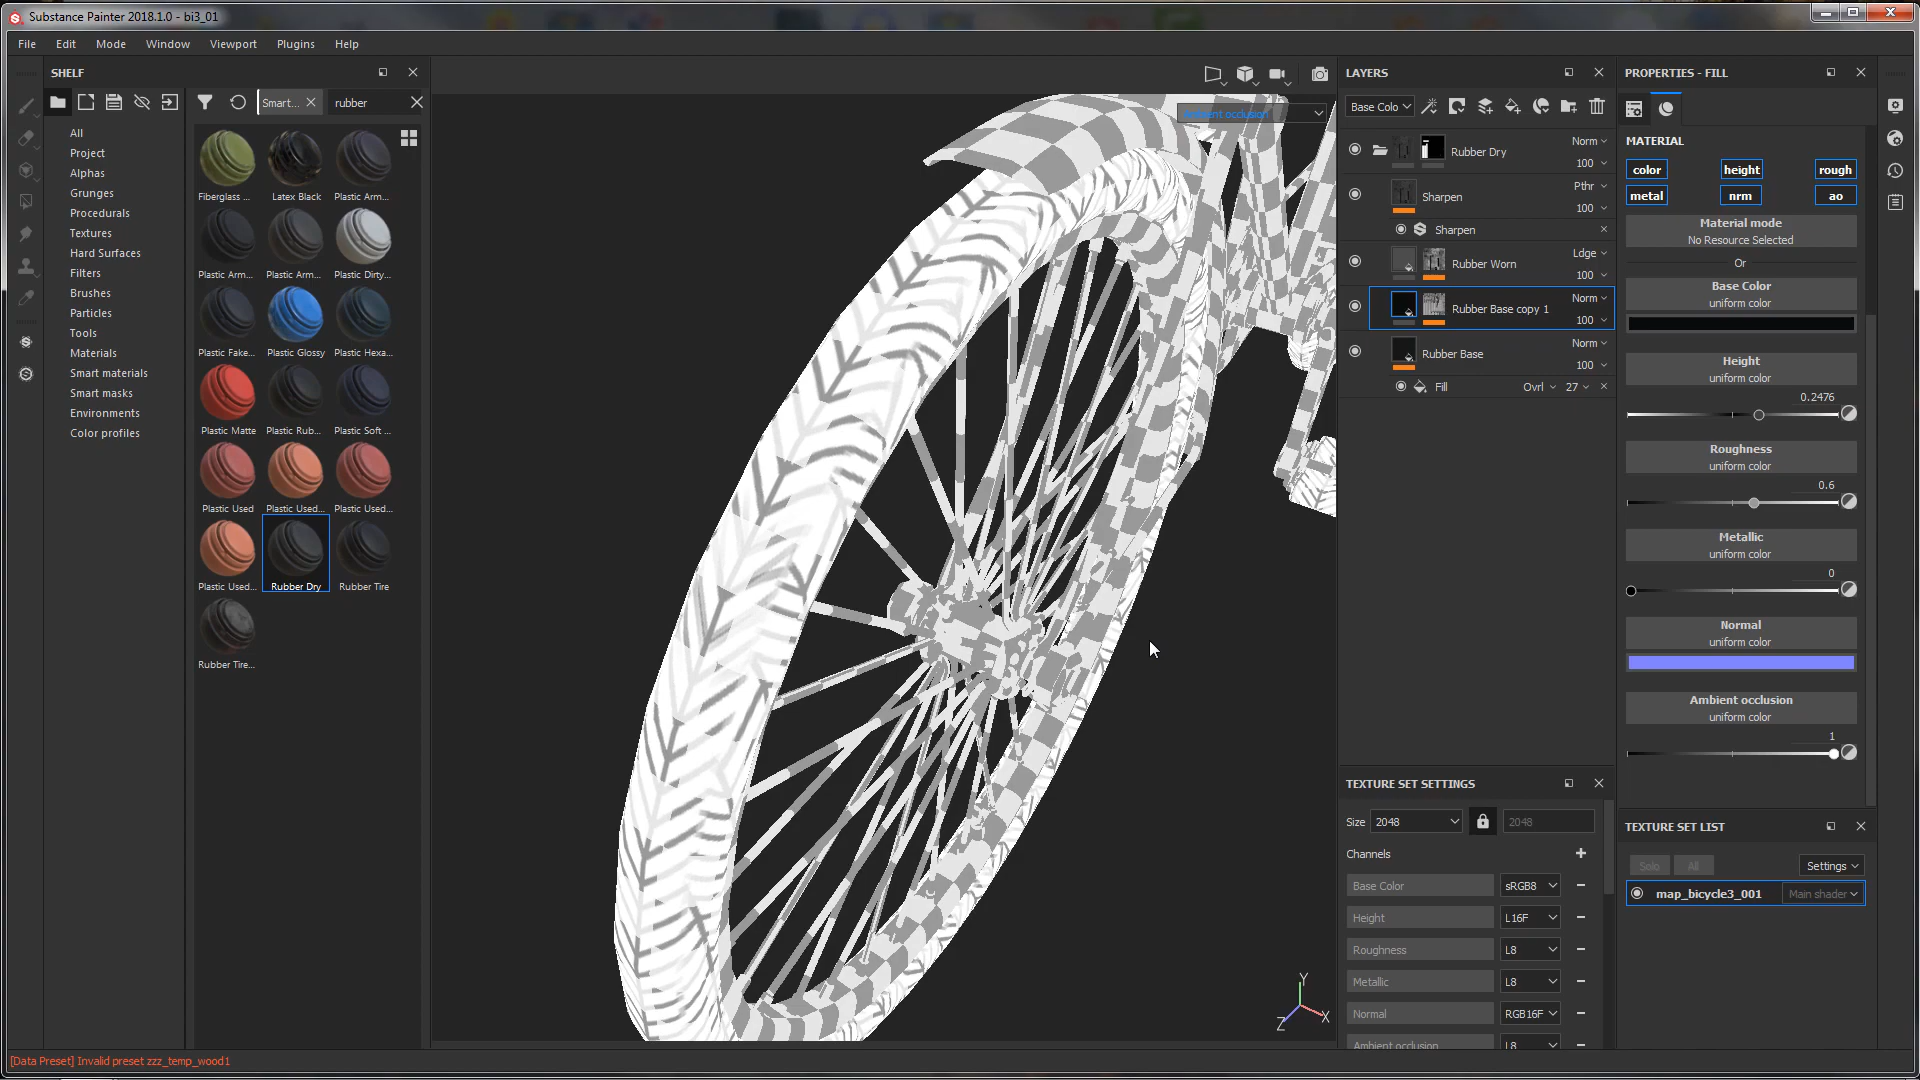 Substance Painter 2018.1.0 - bi3_01
File Edit Mode Window Viewport Plugins Help
SHELF
Smart... rubber
All
Project
Alphas
Grunges
Procedurals
Textures
Hard Surfaces
Filters
Brushes
Particles
Tools
Materials
Smart materials
Smart masks
Environments
Color profiles
Fiberglass ... Latex Black Plastic Arm...
Plastic Arm... Plastic Arm... Plastic Dirty...
Plastic Fake... Plastic Glossy Plastic Hexa...
Plastic Matte Plastic Rub... Plastic Soft ...
Plastic Used Plastic Used... Plastic Used...
Plastic Used... Rubber Dry Rubber Tire
Rubber Tire...
Ambient occlusion
Y
X
Z
LAYERS
Base Colo
Rubber Dry Norm
100
Sharpen Pthr
100
Sharpen
Rubber Worn Ldge
100
Rubber Base copy 1 Norm
100
Rubber Base Norm
100
Fill Ovrl 27
TEXTURE SET SETTINGS
Size 2048 2048
Channels
Base Color sRGB8
Height L16F
Roughness L8
Metallic L8
Normal RGB16F
Ambient occlusion L8
PROPERTIES - FILL
MATERIAL
color height rough
metal nrm ao
Material mode
No Resource Selected
Or
Base Color
uniform color
Height
uniform color
0.2476
Roughness
uniform color
0.6
Metallic
uniform color
0
Normal
uniform color
Ambient occlusion
uniform color
1
TEXTURE SET LIST
Solo All Settings
map_bicycle3_001 Main shader
[Data Preset] Invalid preset zzz_temp_wood1